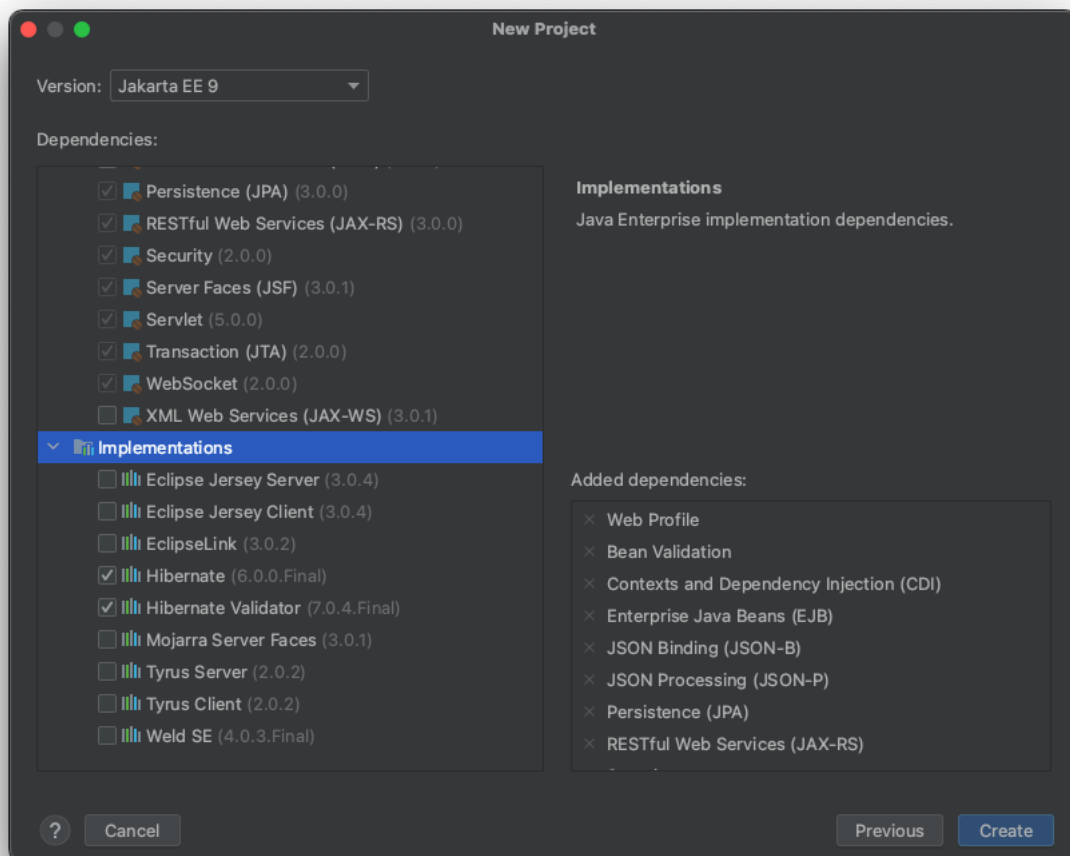 New Project
Version: Jakarta EE 9
Dependencies:
Persistence (JPA) (3.0.0)
RESTful Web Services (JAX-RS) (3.0.0)
Security (2.0.0)
Server Faces (JSF) (3.0.1)
Servlet (5.0.0)
Transaction (JTA) (2.0.0)
WebSocket (2.0.0)
XML Web Services (JAX-WS) (3.0.1)
Implementations
Eclipse Jersey Server (3.0.4)
Eclipse Jersey Client (3.0.4)
EclipseLink (3.0.2)
Hibernate (6.0.0.Final)
Hibernate Validator (7.0.4.Final)
Mojarra Server Faces (3.0.1)
Tyrus Server (2.0.2)
Tyrus Client (2.0.2)
Weld SE (4.0.3.Final)
Implementations
Java Enterprise implementation dependencies.
Added dependencies:
Web Profile
Bean Validation
Contexts and Dependency Injection (CDI)
Enterprise Java Beans (EJB)
JSON Binding (JSON-B)
JSON Processing (JSON-P)
Persistence (JPA)
RESTful Web Services (JAX-RS)
?
Cancel
Previous
Create